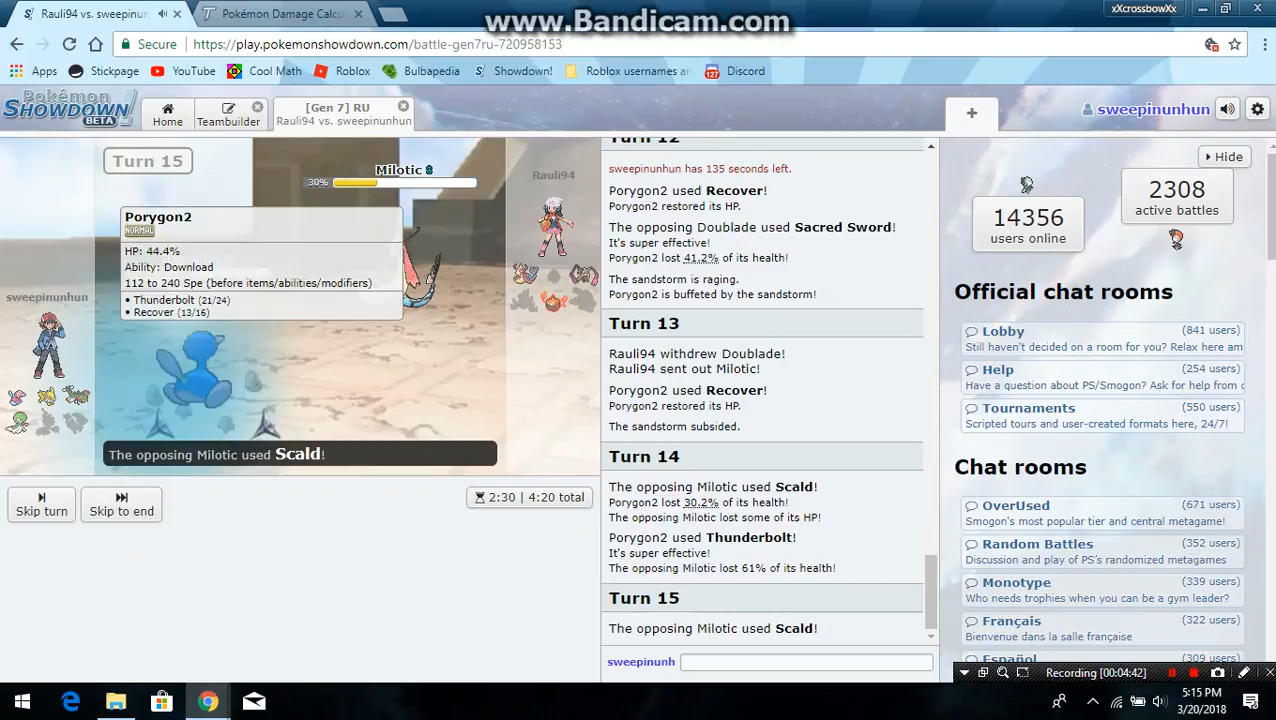 www.Bandicam.com
Rauli94 vs. sweepinun
Pokémon Damage Calcu
xXcrossbowXx
Secure
https://play.pokemonshowdown.com/battle-gen7ru-720958153
Apps
Stickpage
YouTube
Cool Math
Roblox
Bulbapedia
Showdown!
Roblox usernames an
Discord
Pokémon
SHOWDOWN
BETA
Home
Teambuilder
[Gen 7] RU
Rauli94 vs. sweepinunhun
+
sweepinunhun
Turn 15
Milotic
30%
Rauli94
Porygon2
NORMAL
HP: 44.4%
Ability: Download
112 to 240 Spe (before items/abilities/modifiers)
• Thunderbolt (21/24)
• Recover (13/16)
sweepinunhun
The opposing Milotic used Scald!
Skip turn
Skip to end
2:30 | 4:20 total
Turn 12
sweepinunhun has 135 seconds left.
Porygon2 used Recover!
Porygon2 restored its HP.
The opposing Doublade used Sacred Sword!
It's super effective!
Porygon2 lost 41.2% of its health!
The sandstorm is raging.
Porygon2 is buffeted by the sandstorm!
Turn 13
Rauli94 withdrew Doublade!
Rauli94 sent out Milotic!
Porygon2 used Recover!
Porygon2 restored its HP.
The sandstorm subsided.
Turn 14
The opposing Milotic used Scald!
Porygon2 lost 30.2% of its health!
The opposing Milotic lost some of its HP!
Porygon2 used Thunderbolt!
It's super effective!
The opposing Milotic lost 61% of its health!
Turn 15
The opposing Milotic used Scald!
sweepinunh
Hide
14356
users online
2308
active battles
Official chat rooms
Lobby
(841 users)
Still haven't decided on a room for you? Relax here am
Help
(254 users)
Have a question about PS/Smogon? Ask for help from c
Tournaments
(550 users)
Scripted tours and user-created formats here, 24/7!
Chat rooms
OverUsed
(671 users)
Smogon's most popular tier and central metagame!
Random Battles
(352 users)
Discussion and play of PS's randomized metagames
Monotype
(339 users)
Who needs trophies when you can be a gym leader?
Français
(322 users)
Bienvenue dans la salle française
Español
(309 users)
Recording [00:04:42]
5:15 PM
3/20/2018